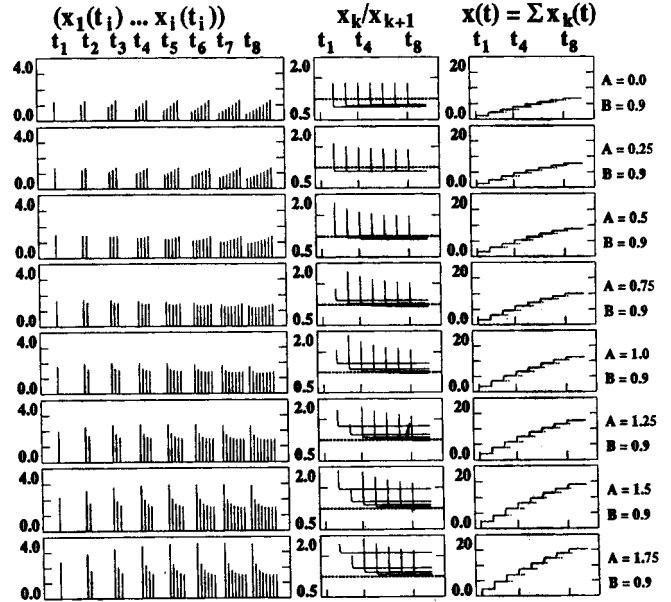 (x₁(tᵢ) ... xᵢ(tᵢ)) xₖ/xₖ₊₁ x(t) = Σ xₖ(t)
t₁ t₂ t₃ t₄ t₅ t₆ t₇ t₈ t₁ t₄ t₈ t₁ t₄ t₈
4.0 2.0 20 A = 0.0
0.0 0.5 0.0 B = 0.9
4.0 2.0 20 A = 0.25
0.0 0.5 0.0 B = 0.9
4.0 2.0 20 A = 0.5
0.0 0.5 0.0 B = 0.9
4.0 2.0 20 A = 0.75
0.0 0.5 0.0 B = 0.9
4.0 2.0 20 A = 1.0
0.0 0.5 0.0 B = 0.9
4.0 2.0 20 A = 1.25
0.0 0.5 0.0 B = 0.9
4.0 2.0 20 A = 1.5
0.0 0.5 0.0 B = 0.9
4.0 2.0 20 A = 1.75
0.0 0.5 0.0 B = 0.9